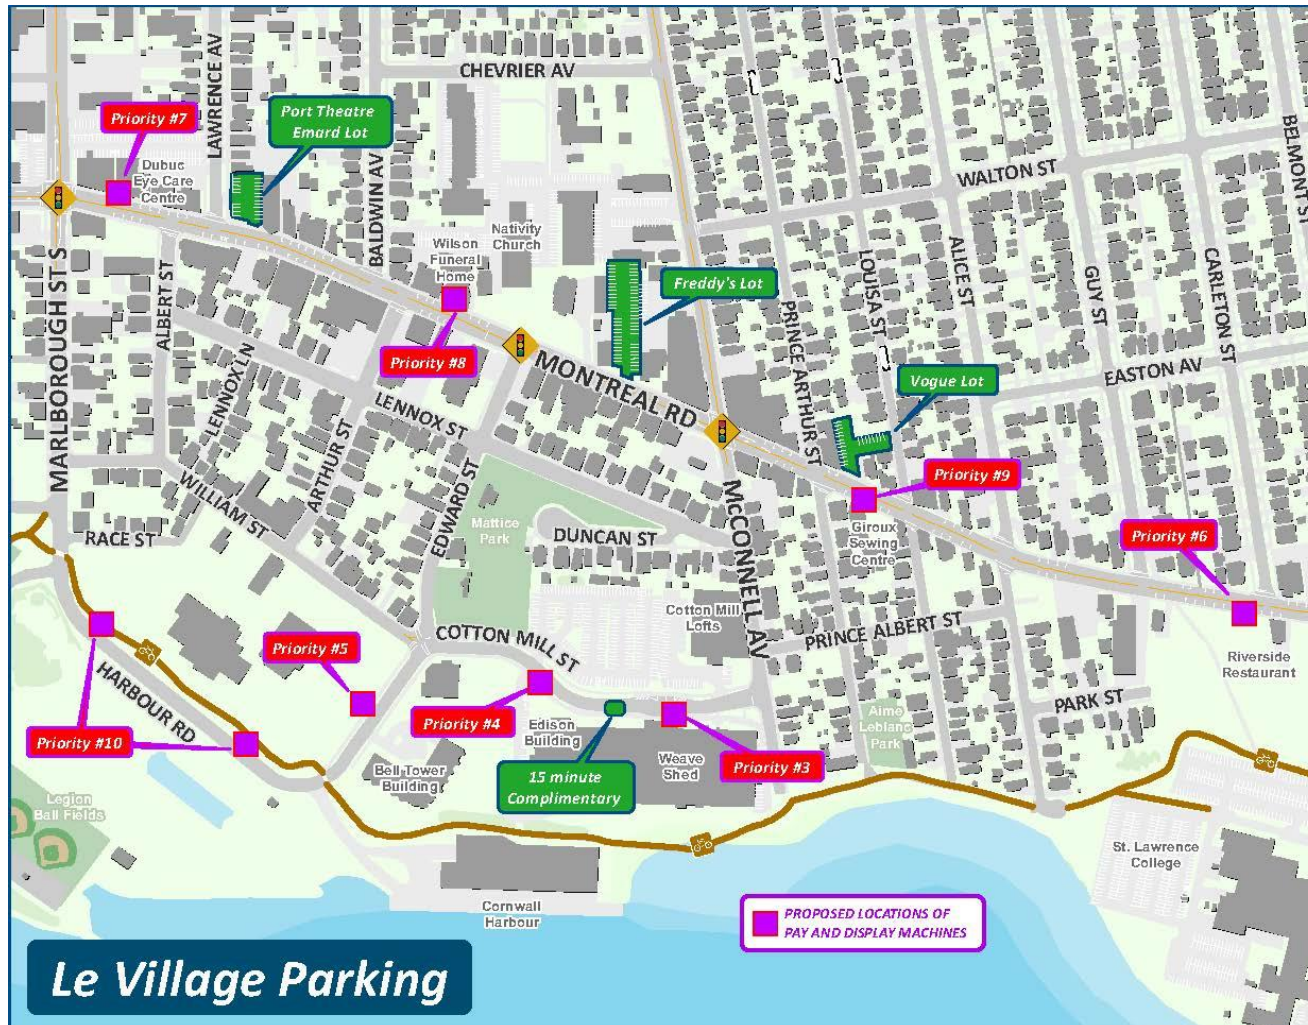 CHEVRIER AV
LAWRENCE AV
Port Theatre
Emard Lot
Priority #7
Dubuc
Eye Care
Centre
BALDWIN AV
BELMONT ST
WALTON ST
Nativity
Church
Wilson
Funeral
Home
MARLBOROUGH ST S
ALBERT ST
Freddy's Lot
LOUISA ST
ALICE ST
GUY ST
CARLETON ST
PRINCE ARTHUR ST
Priority #8
MONTREAL RD
EASTON AV
Vogue Lot
LENNOX LN
LENNOX ST
ARTHUR ST
Priority #9
WILLIAM ST
EDWARD ST
Mattice
Park
McCONNELL AV
Giroux
Sewing
Centre
RACE ST
DUNCAN ST
Priority #6
Cotton Mill
Lofts
COTTON MILL ST
PRINCE ALBERT ST
Priority #5
Riverside
Restaurant
HARBOUR RD
Priority #10
Priority #4
Edison
Building
PARK ST
Aime
Leblanc
Park
Weave
Shed
Priority #3
Bell Tower
Building
15 minute
Complimentary
Legion
Ball Fields
St. Lawrence
College
Cornwall
Harbour
PROPOSED LOCATIONS OF
PAY AND DISPLAY MACHINES
Le Village Parking